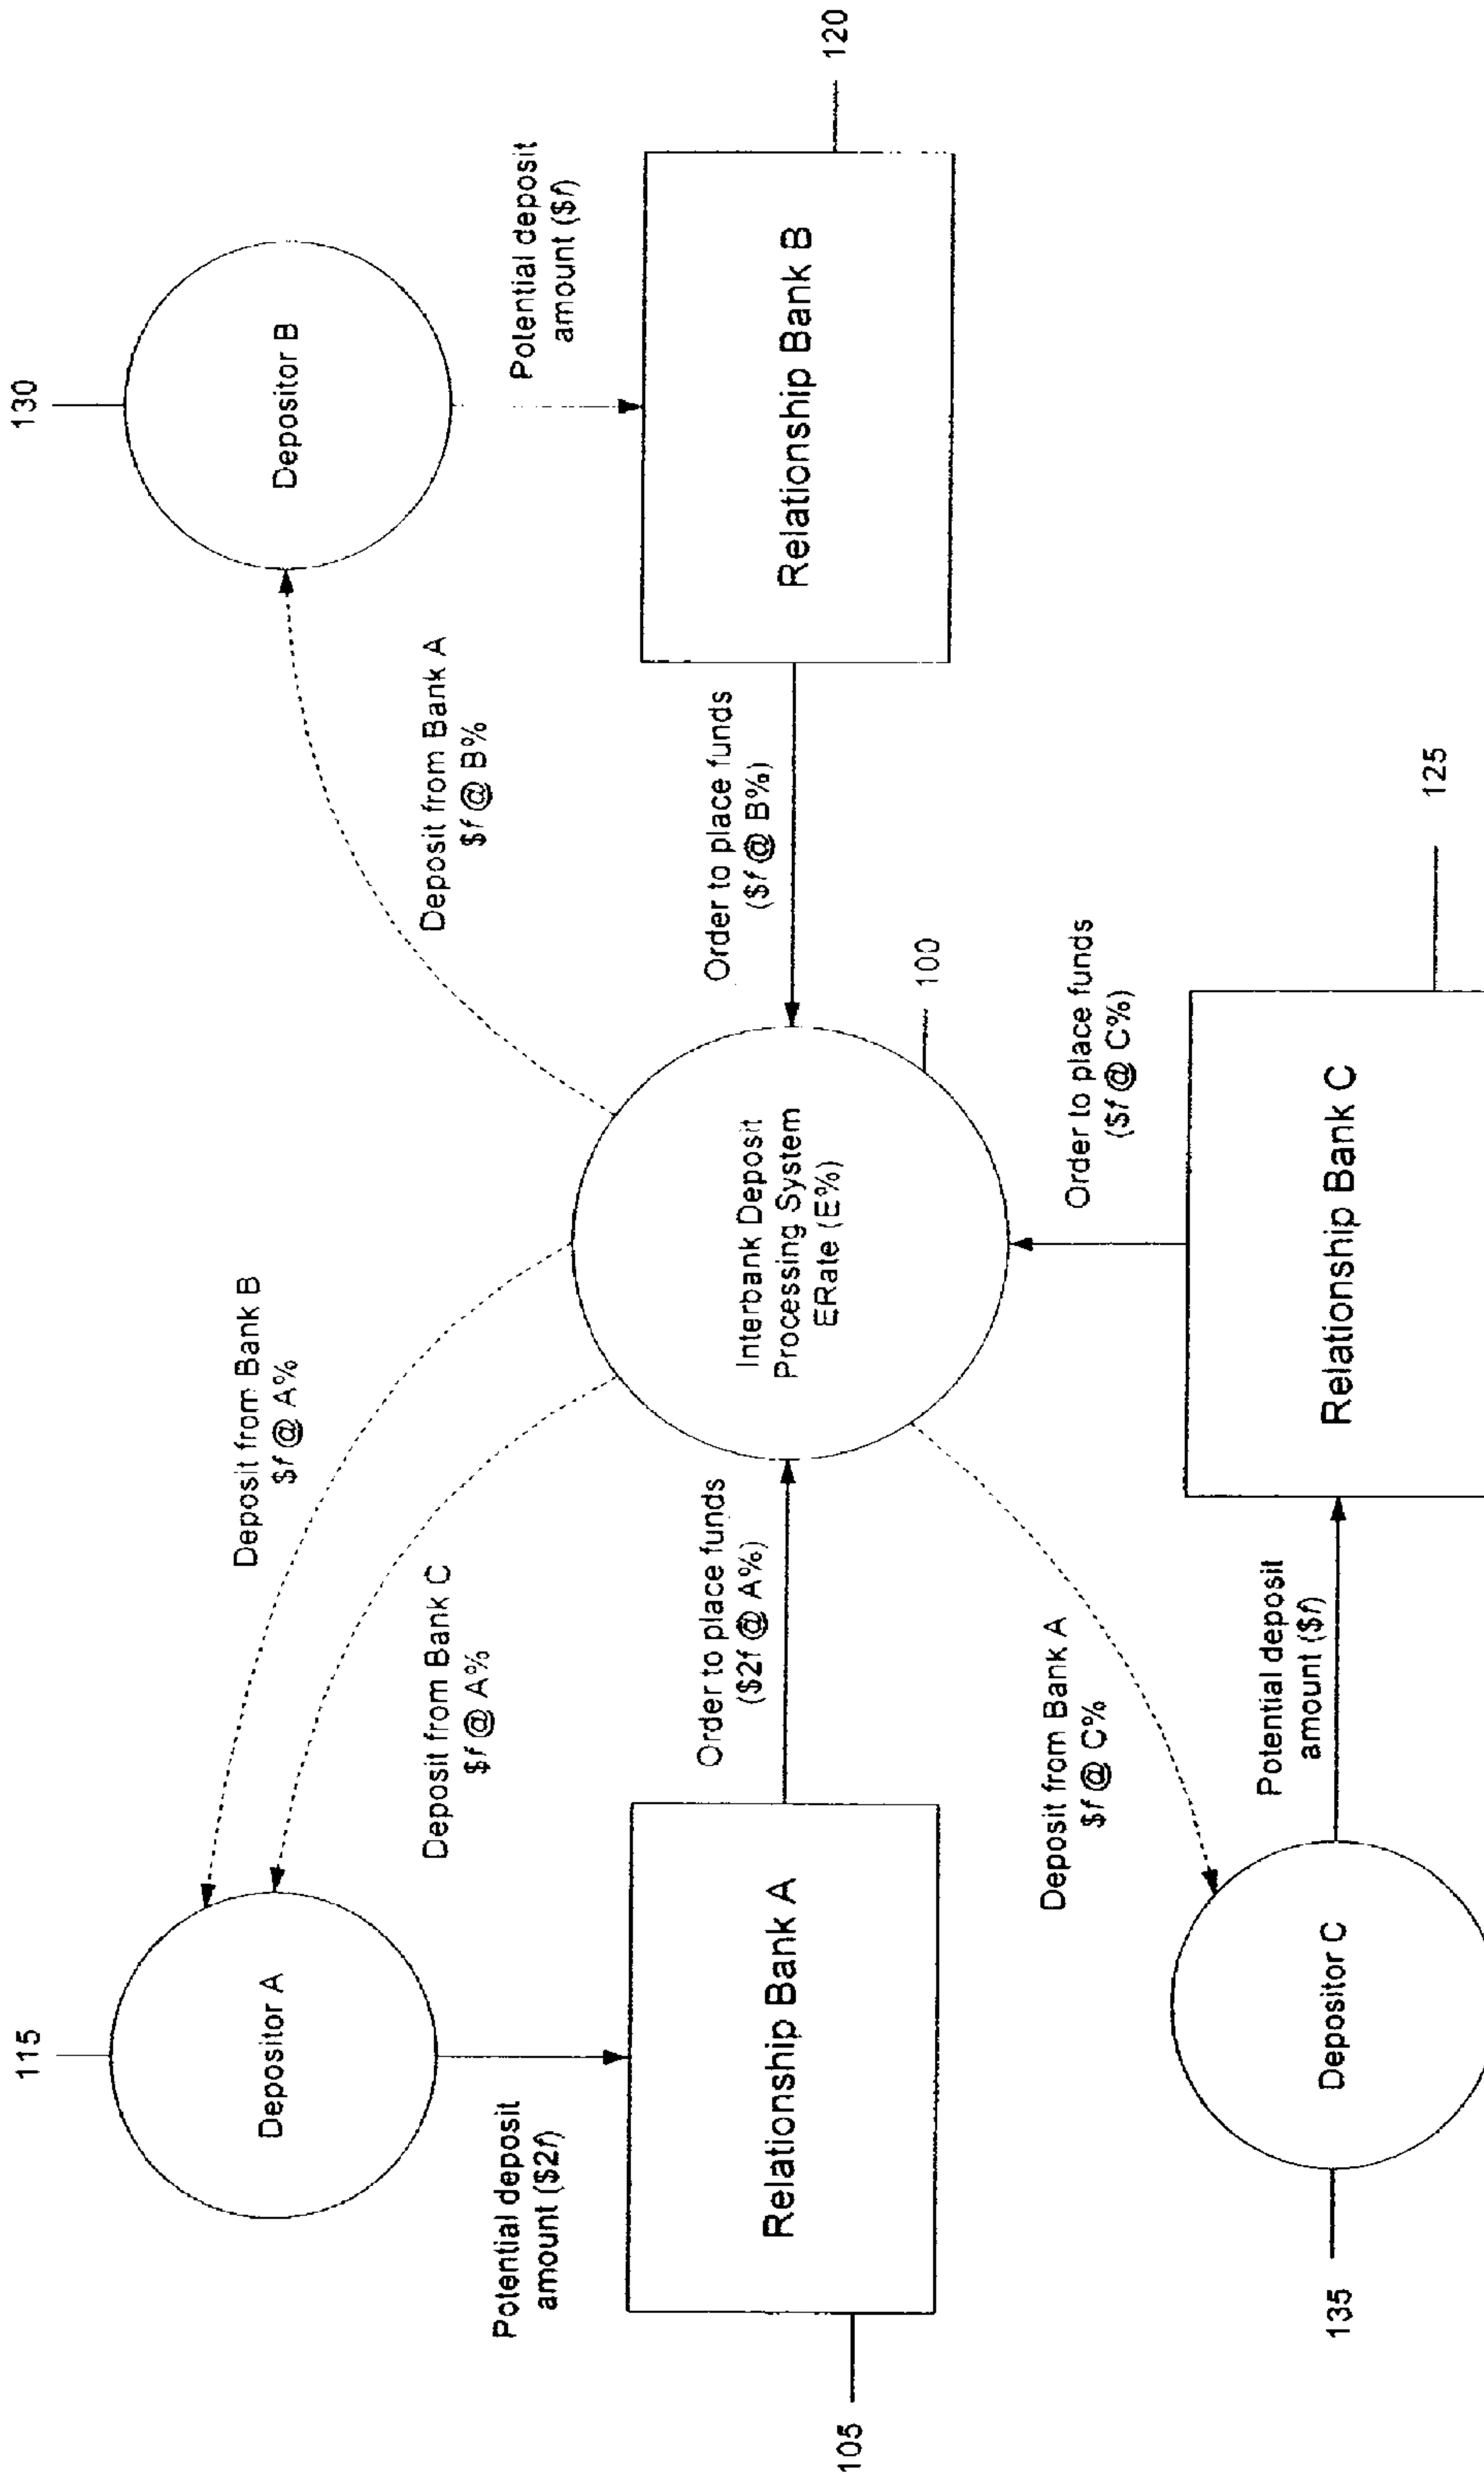 115
130
Depositor A
Depositor B
Deposit from Bank B
$f @ A%
Deposit from Bank C
$f @ A%
Deposit from Bank A
$f @ B%
Potential deposit
amount ($2f)
Potential deposit
amount ($f)
105
Relationship Bank A
Order to place funds
($2f @ A%)
Interbank Deposit
Processing System
ERate (E%)
100
Order to place funds
($f @ B%)
Relationship Bank B
120
Deposit from Bank A
$f @ C%
Order to place funds
($f @ C%)
135
Depositor C
Potential deposit
amount ($f)
Relationship Bank C
125